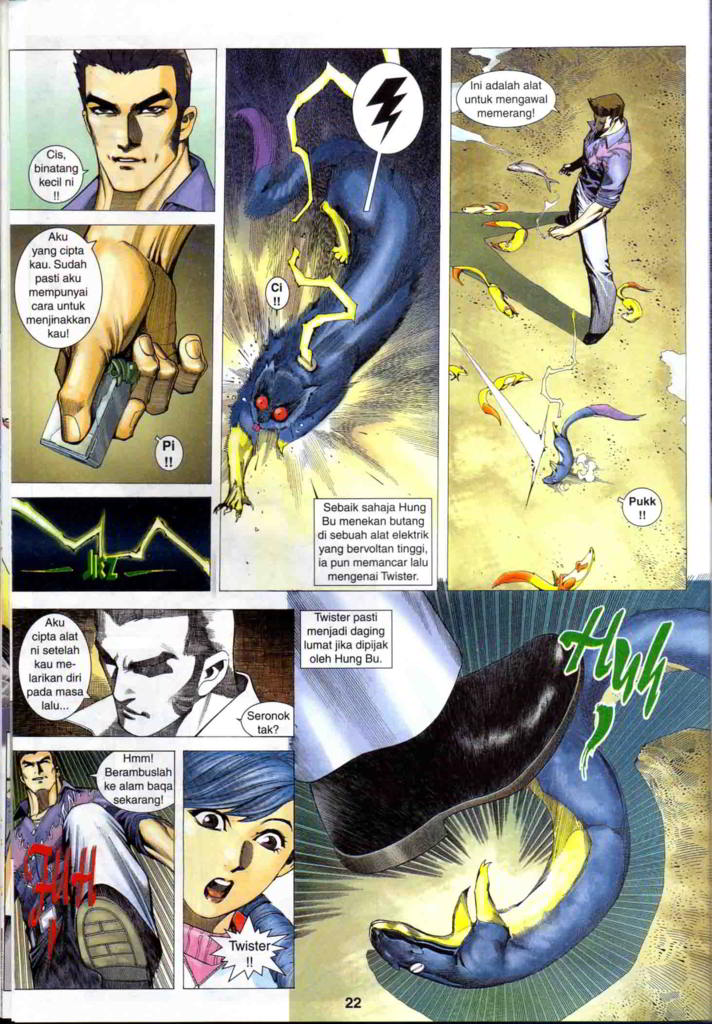 Cis,
binatang
kecil ni
!!
Aku
yang cipta
kau. Sudah
pasti aku
mempunyai
cara untuk
menjinakkan
kau!
Pi
!!
Ci
!!
Sebaik sahaja Hung
Bu menekan butang
di sebuah alat elektrik
yang bervoltan tinggi,
ia pun memancar lalu
mengenai Twister.
Ini adalah alat
untuk mengawal
memerang!
Pukk
!!
Aku
cipta alat
ni setelah
kau me-
larikan diri
pada masa
lalu...
Seronok
tak?
Twister pasti
menjadi daging
lumat jika dipijak
oleh Hung Bu.
Huh
Hmm!
Berambuslah
ke alam baqa
sekarang!
Twister
!!
22